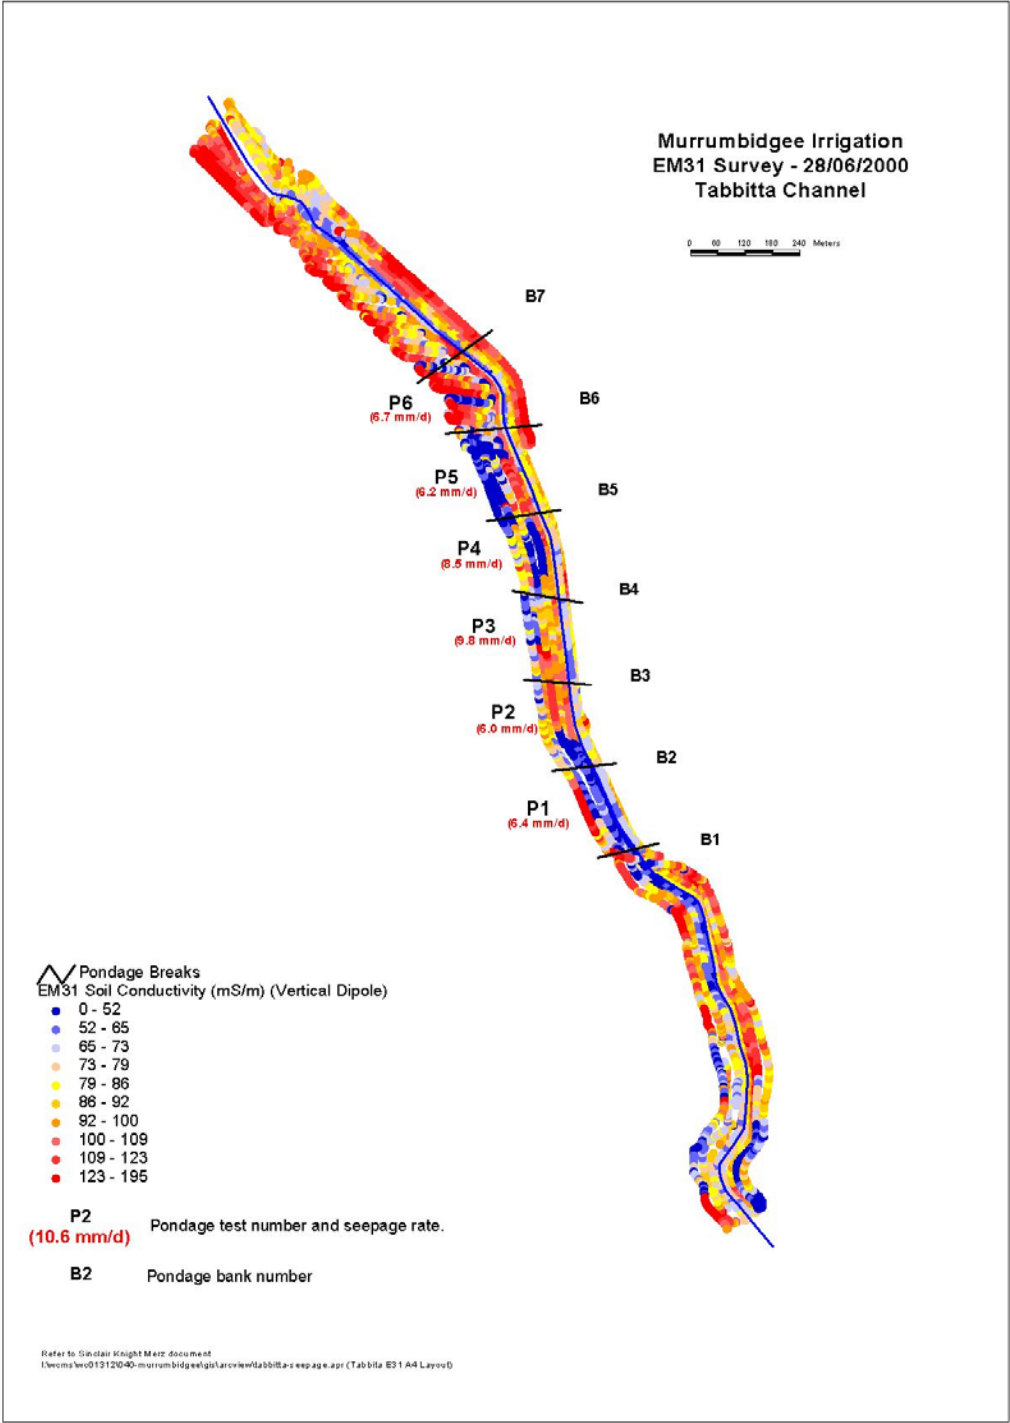 Murrumbidgee Irrigation
EM31 Survey - 28/06/2000
Tabbitta Channel
0 60 120 180 240 Meters
B7
P6
(6.7 mm/d)
B6
P5
(6.2 mm/d)
B5
P4
(8.5 mm/d)
B4
P3
(9.8 mm/d)
B3
P2
(6.0 mm/d)
B2
P1
(6.4 mm/d)
B1
Pondage Breaks
EM31 Soil Conductivity (mS/m) (Vertical Dipole)
0 - 52
52 - 65
65 - 73
73 - 79
79 - 86
86 - 92
92 - 100
100 - 109
109 - 123
123 - 195
P2
(10.6 mm/d) Pondage test number and seepage rate.
B2 Pondage bank number
Refer to Sinclair Knight Merz document
(Tabbita E31 A4 Layout)